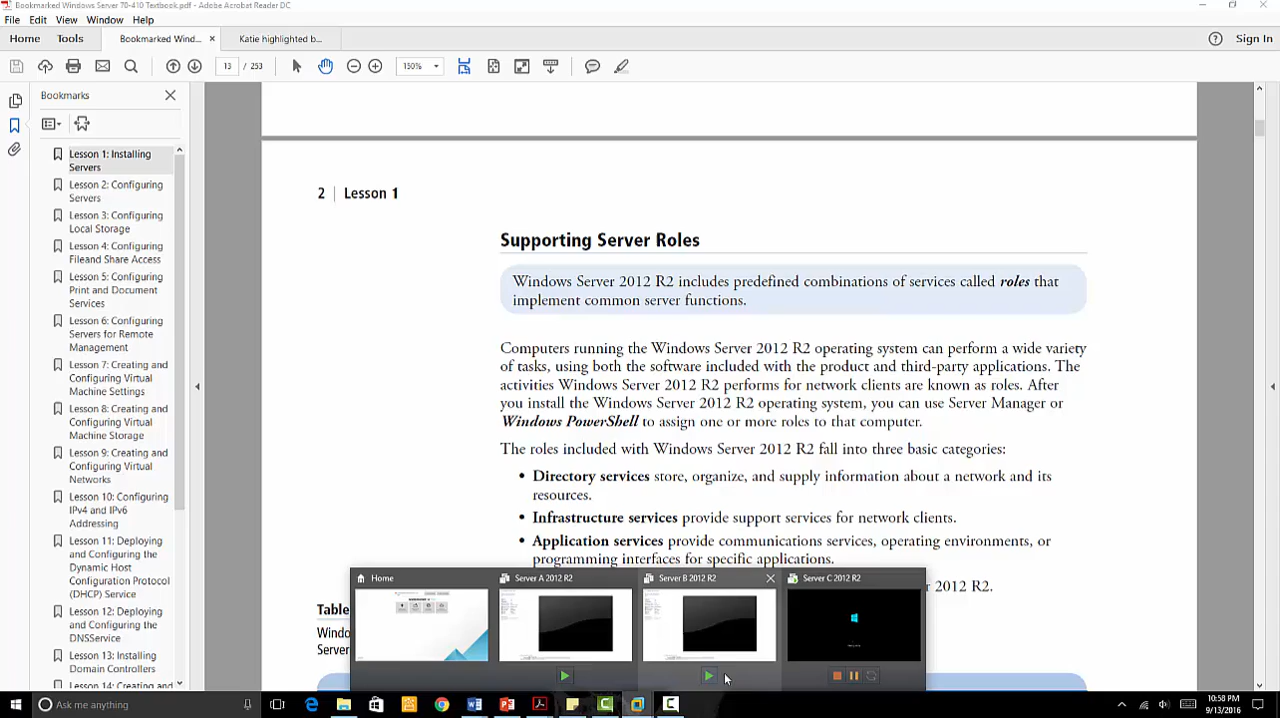 Bookmarked Windows Server 70-410 Textbook.pdf - Adobe Acrobat Reader DC
File Edit View Window Help
Home Tools Bookmarked Wind... × Katie highlighted b... Sign In
13 / 253 150%
Bookmarks
Lesson 1: Installing
Servers
Lesson 2: Configuring
Servers
Lesson 3: Configuring
Local Storage
Lesson 4: Configuring
Fileand Share Access
Lesson 5: Configuring
Print and Document
Services
Lesson 6: Configuring
Servers for Remote
Management
Lesson 7: Creating and
Configuring Virtual
Machine Settings
Lesson 8: Creating and
Configuring Virtual
Machine Storage
Lesson 9: Creating and
Configuring Virtual
Networks
Lesson 10: Configuring
IPv4 and IPv6
Addressing
Lesson 11: Deploying
and Configuring the
Dynamic Host
Configuration Protocol
(DHCP) Service
Lesson 12: Deploying
and Configuring the
DNSService
Lesson 13: Installing
Domain Controllers
Lesson 14: Creating and
2 | Lesson 1
Supporting Server Roles
Windows Server 2012 R2 includes predefined combinations of services called roles that
implement common server functions.
Computers running the Windows Server 2012 R2 operating system can perform a wide variety
of tasks, using both the software included with the product and third-party applications. The
activities Windows Server 2012 R2 performs for network clients are known as roles. After
you install the Windows Server 2012 R2 operating system, you can use Server Manager or
Windows PowerShell to assign one or more roles to that computer.
The roles included with Windows Server 2012 R2 fall into three basic categories:
• Directory services store, organize, and supply information about a network and its
resources.
• Infrastructure services provide support services for network clients.
• Application services provide communications services, operating environments, or
programming interfaces for specific applications.
2012 R2.
Table
Windo
Server
Home Server A 2012 R2 Server B 2012 R2 Server C 2012 R2
Ask me anything
10:58 PM
9/13/2016